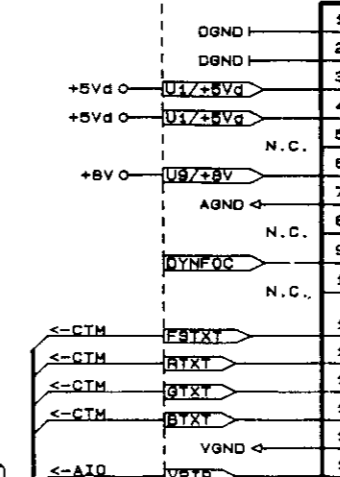 DGND
DGND
+5Vd U1/+5Vd
+5Vd U1/+5Vd
N.C.
+8V U9/+8V
AGND
N.C.
DYNFOC
N.C.
<-CTM FSTXT
<-CTM RTXT
<-CTM GTXT
<-CTM BTXT
VGND
<-AIO